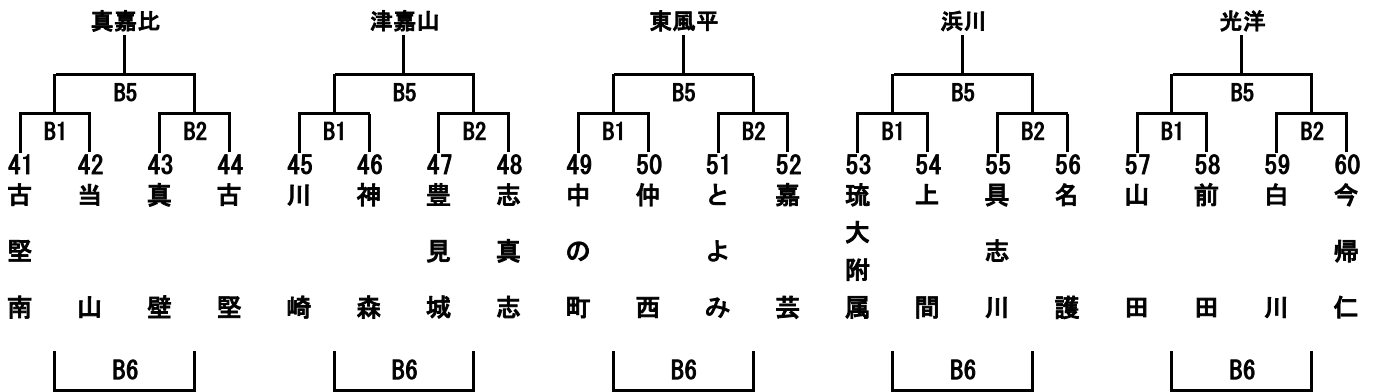 真嘉比 津嘉山 東風平 浜川 光洋
B5 B5 B5 B5 B5
B1 B2 B1 B2 B1 B2 B1 B2 B1 B2
41 42 43 44 45 46 47 48 49 50 51 52 53 54 55 56 57 58 59 60
古堅南
当山
真壁
古堅
川崎
神森
豊見城
志真志
中の町
仲西
とよみ
嘉芸
琉大附属
上間
具志川
名護
山田
前田
白川
今帰仁
B6 B6 B6 B6 B6